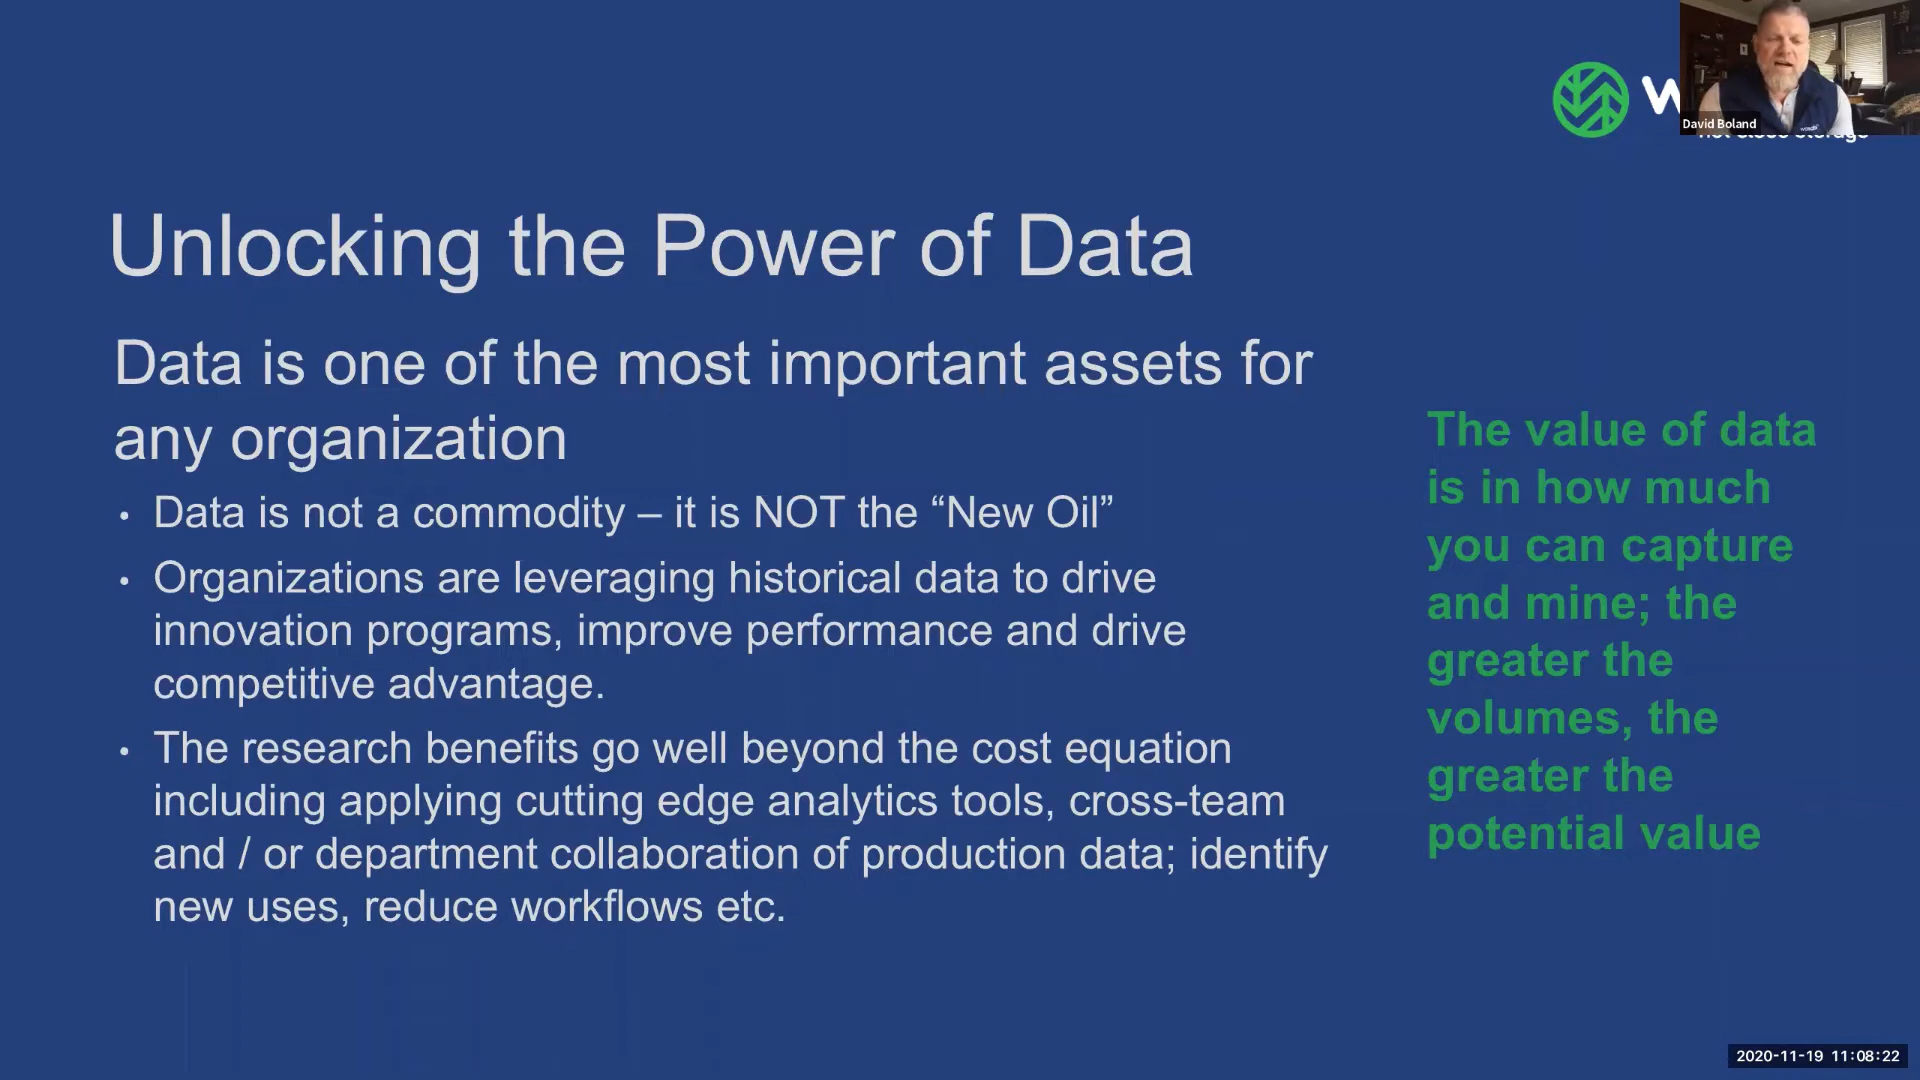 David Boland
Unlocking the Power of Data
Data is one of the most important assets for
any organization
• Data is not a commodity – it is NOT the “New Oil”
• Organizations are leveraging historical data to drive
innovation programs, improve performance and drive
competitive advantage.
• The research benefits go well beyond the cost equation
including applying cutting edge analytics tools, cross-team
and / or department collaboration of production data; identify
new uses, reduce workflows etc.
The value of data
is in how much
you can capture
and mine; the
greater the
volumes, the
greater the
potential value
2020-11-19 11:08:22